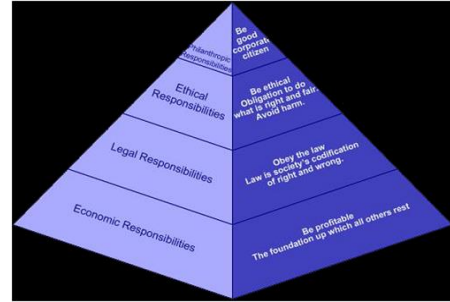 Philanthropic
Responsibilities
Be
good
corporate
citizen
Ethical
Responsibilities
Be ethical
Obligation to do
what is right and fair.
Avoid harm.
Legal Responsibilities
Obey the law
Law is society's codification
of right and wrong.
Economic Responsibilities
Be profitable
The foundation up which all others rest